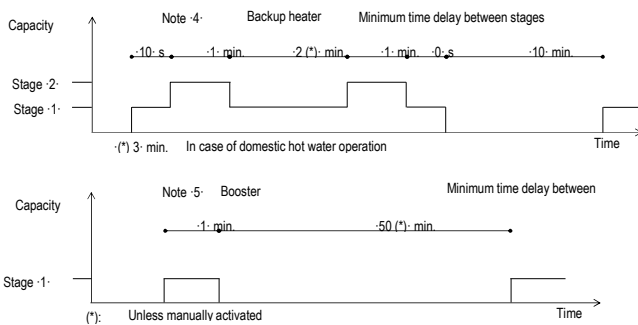 Note ·4· Backup heater Minimum time delay between stages
Capacity
·10· s ·1· min. ·2 (*)· min. ·1· min. ·0· s ·10· min.
Stage ·2·
Stage ·1·
·(*) 3· min. In case of domestic hot water operation Time
Note ·5· Booster Minimum time delay between
Capacity
·1· min. ·50 (*)· min.
Stage ·1·
(*): Unless manually activated Time